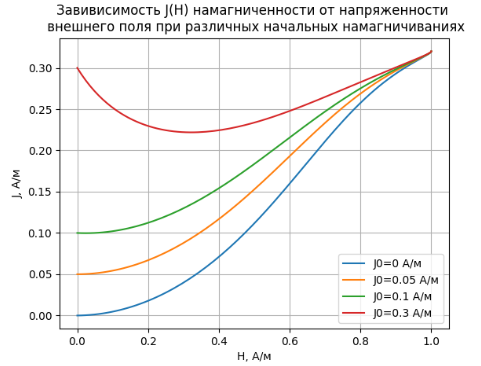 Завивисимость J(H) намагниченности от напряженности
внешнего поля при различных начальных намагничиваниях
J, А/м
0.30
0.25
0.20
0.15
0.10
0.05
0.00
J0=0 А/м
J0=0.05 А/м
J0=0.1 А/м
J0=0.3 А/м
0.0 0.2 0.4 0.6 0.8 1.0
H, А/м